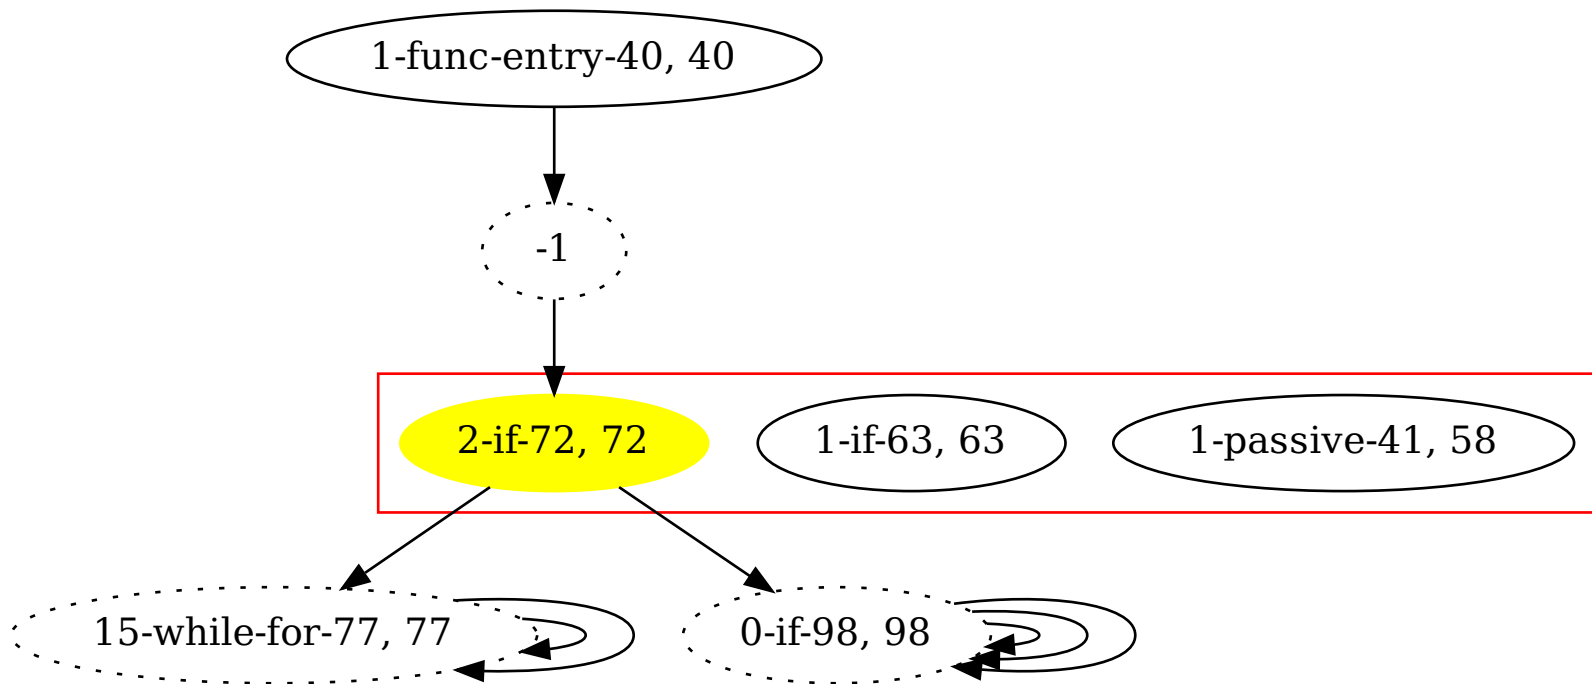 1-func-entry-40, 40
-1
2-if-72, 72
1-if-63, 63
1-passive-41, 58
15-while-for-77, 77
0-if-98, 98